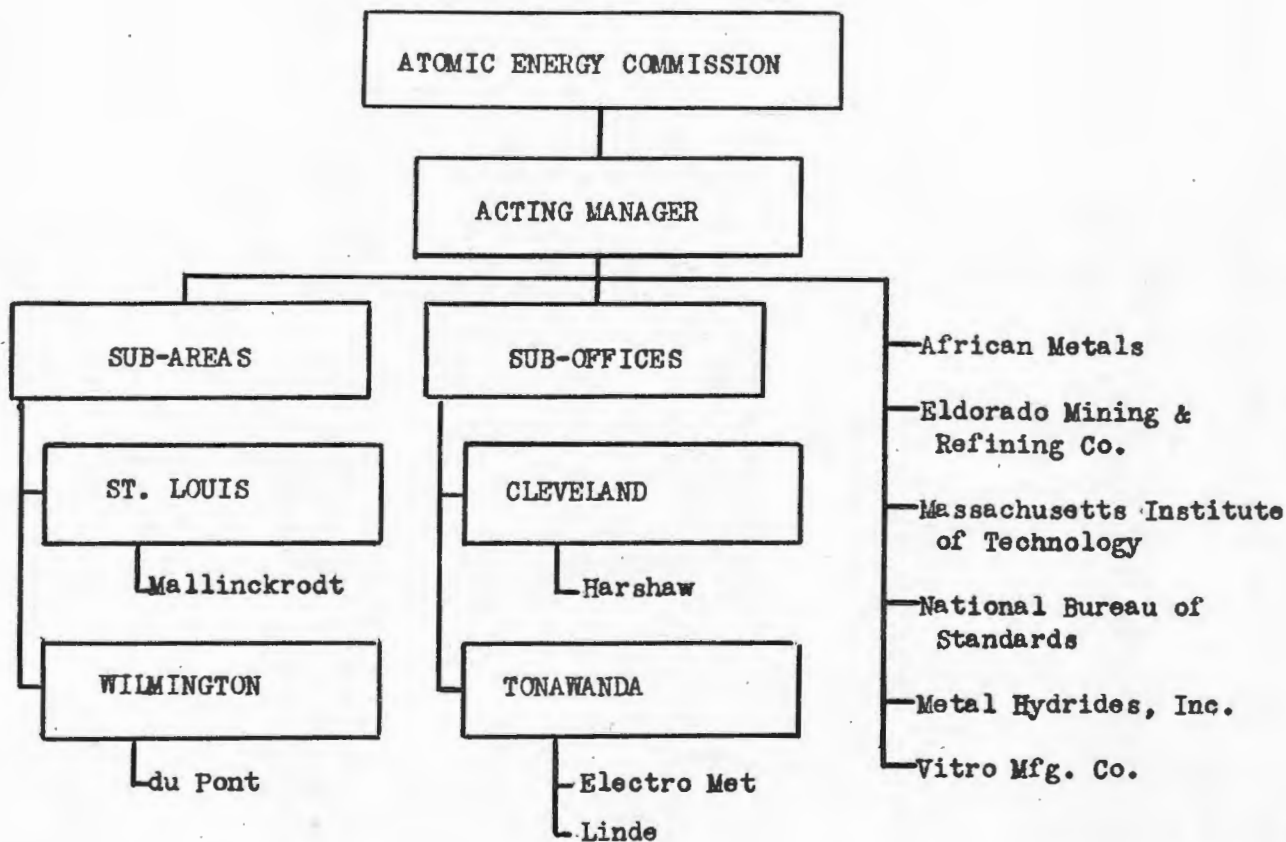 ATOMIC ENERGY COMMISSION
ACTING MANAGER
SUB-AREAS
ST. LOUIS
Mallinckrodt
WILMINGTON
du Pont
SUB-OFFICES
CLEVELAND
Harshaw
TONAWANDA
Electro Met
Linde
African Metals
Eldorado Mining &
Refining Co.
Massachusetts Institute
of Technology
National Bureau of
Standards
Metal Hydrides, Inc.
Vitro Mfg. Co.